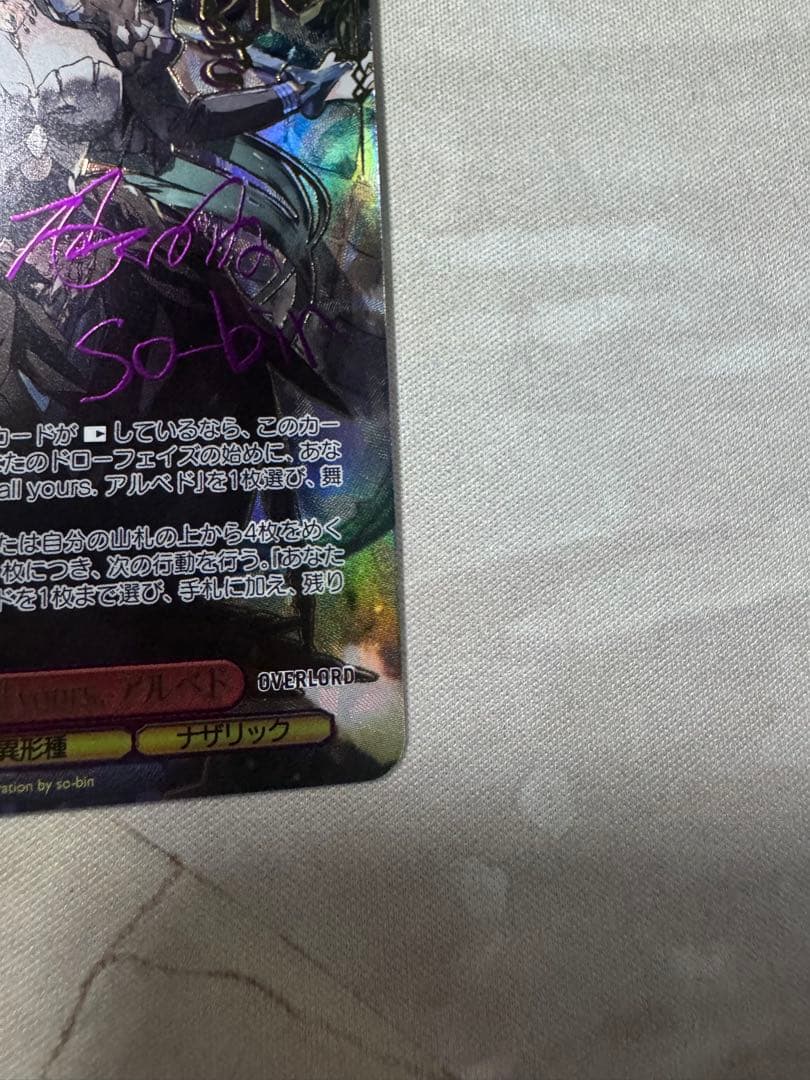 so-bin
カードが▶しているなら、このカー
たのドローフェイズの始めに、あな
all yours. アルベド」を1枚選び、舞
たは自分の山札の上から4枚をめく
枚につき、次の行動を行う。『あなた
ドを1枚まで選び、手札に加え、残り
yours. アルベド
OVERLORD
異形種
ナザリック
ration by so-bin